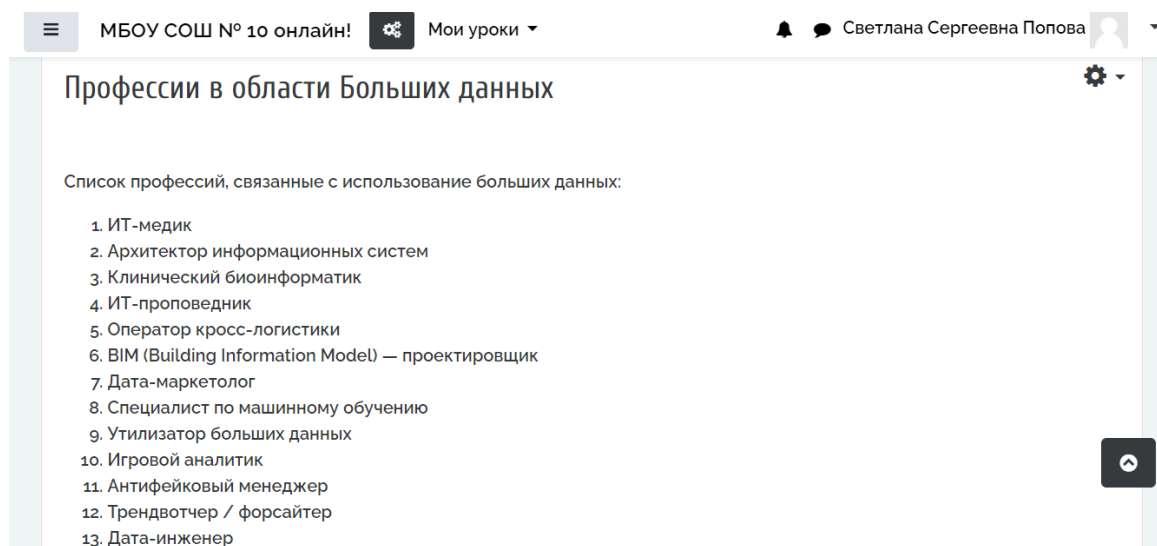 МБОУ СОШ № 10 онлайн! Мои уроки Светлана Сергеевна Попова
Профессии в области Больших данных
Список профессий, связанные с использование больших данных:
1. ИТ-медик
2. Архитектор информационных систем
3. Клинический биоинформатик
4. ИТ-проповедник
5. Оператор кросс-логистики
6. BIM (Building Information Model) — проектировщик
7. Дата-маркетолог
8. Специалист по машинному обучению
9. Утилизатор больших данных
10. Игровой аналитик
11. Антифейковый менеджер
12. Трендвотчер / форсайтер
13. Дата-инженер